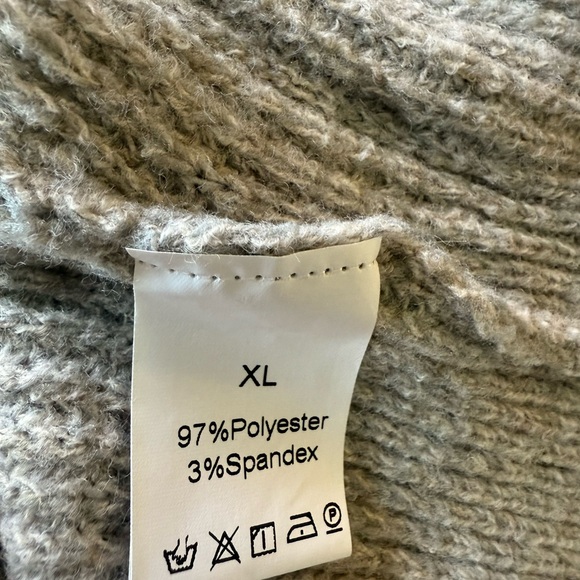 XL
97%Polyester
3%Spandex
P